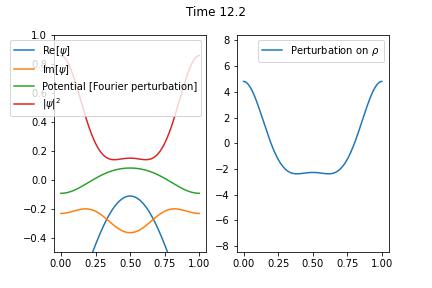 Time 12.2
Re[ψ]
Im[ψ]
Potential [Fourier perturbation]
|ψ|²
Perturbation on ρ
1.0
0.8
0.6
0.4
0.2
0.0
−0.2
−0.4
0.00 0.25 0.50 0.75 1.00
8
6
4
2
0
−2
−4
−6
−8
0.00 0.25 0.50 0.75 1.00